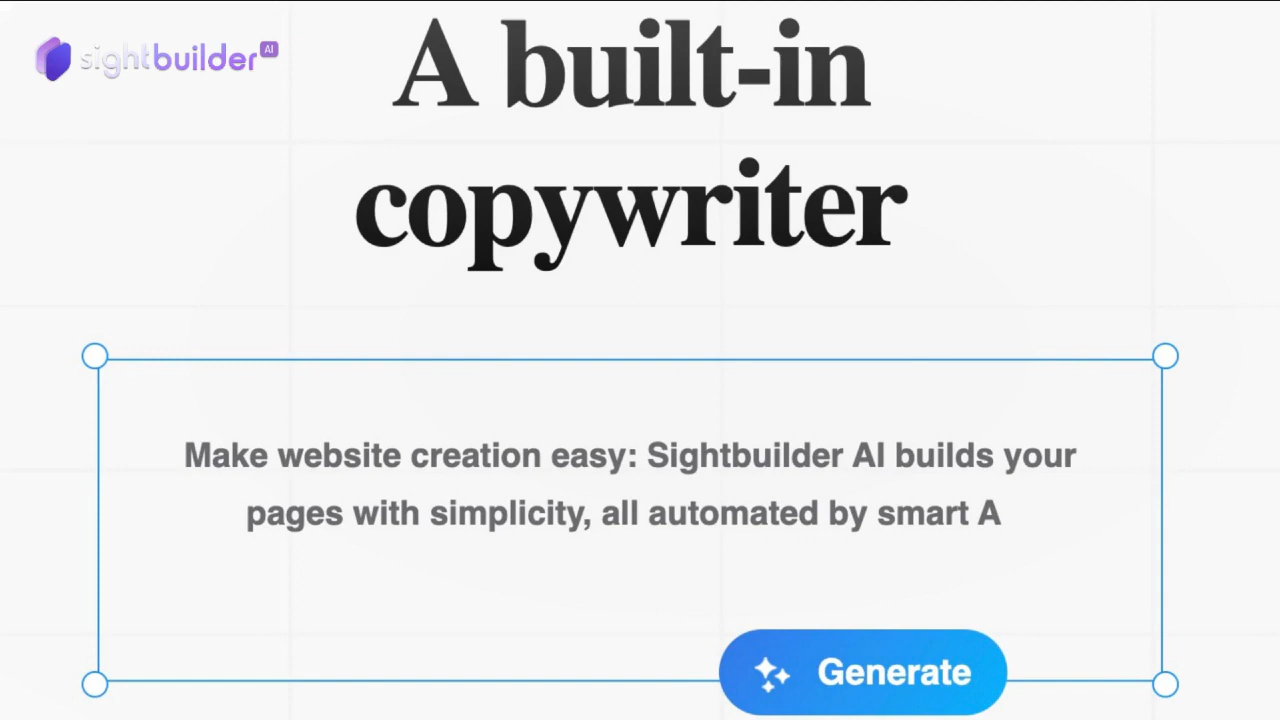 sightbuilder AI
A built-in
copywriter
Make website creation easy: Sightbuilder AI builds your
pages with simplicity, all automated by smart A
Generate